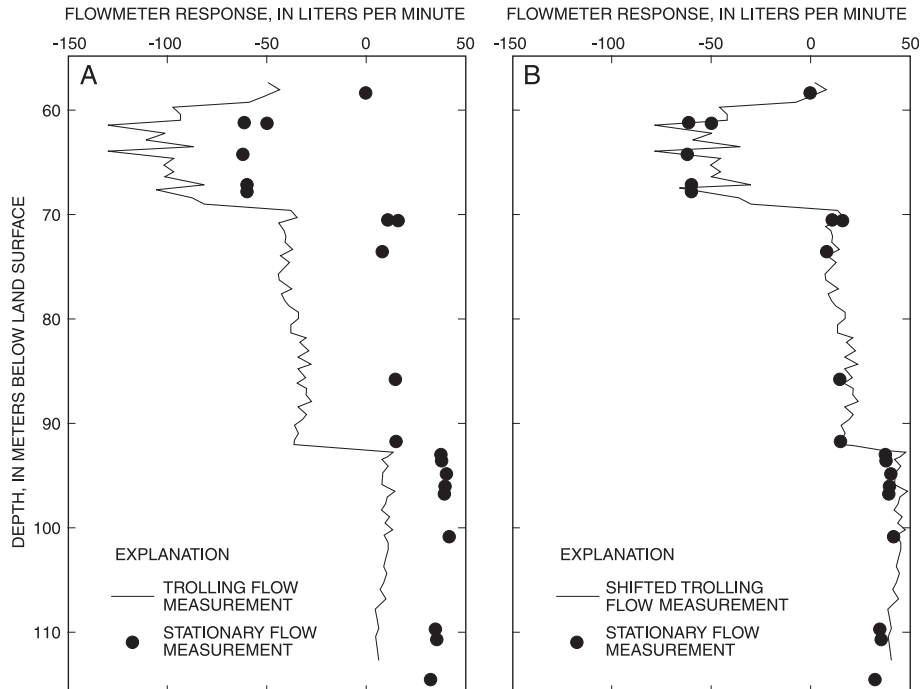 FLOWMETER RESPONSE, IN LITERS PER MINUTE
-150 -100 -50 0 50
A
DEPTH, IN METERS BELOW LAND SURFACE
60
70
80
90
100
110
EXPLANATION
TROLLING FLOW
MEASUREMENT
STATIONARY FLOW
MEASUREMENT
FLOWMETER RESPONSE, IN LITERS PER MINUTE
-150 -100 -50 0 50
B
EXPLANATION
SHIFTED TROLLING
FLOW MEASUREMENT
STATIONARY FLOW
MEASUREMENT